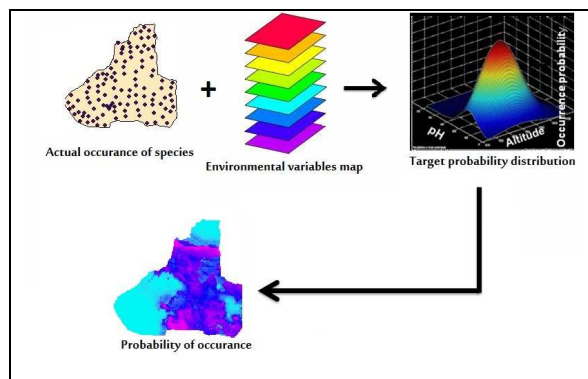 +
Actual occurance of species
Environmental variables map
Occurrence probability
pH
Altitude
Target probability distribution
Probability of occurance